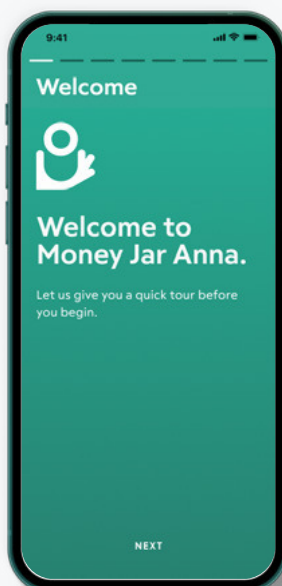 9:41
Welcome
Welcome to
Money Jar Anna.
Let us give you a quick tour before
you begin.
NEXT